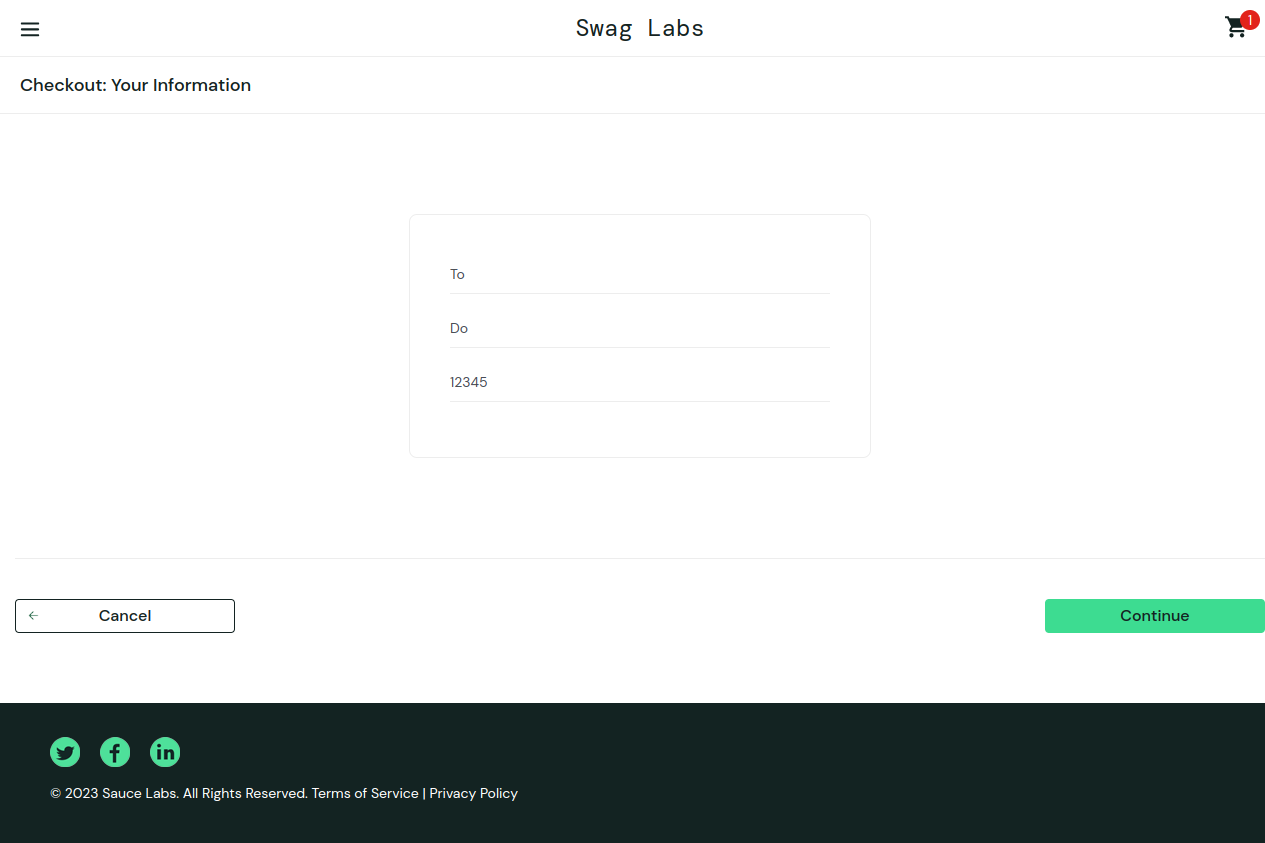 Swag Labs
1
Checkout: Your Information
To
Do
12345
Cancel
Continue
© 2023 Sauce Labs. All Rights Reserved. Terms of Service | Privacy Policy